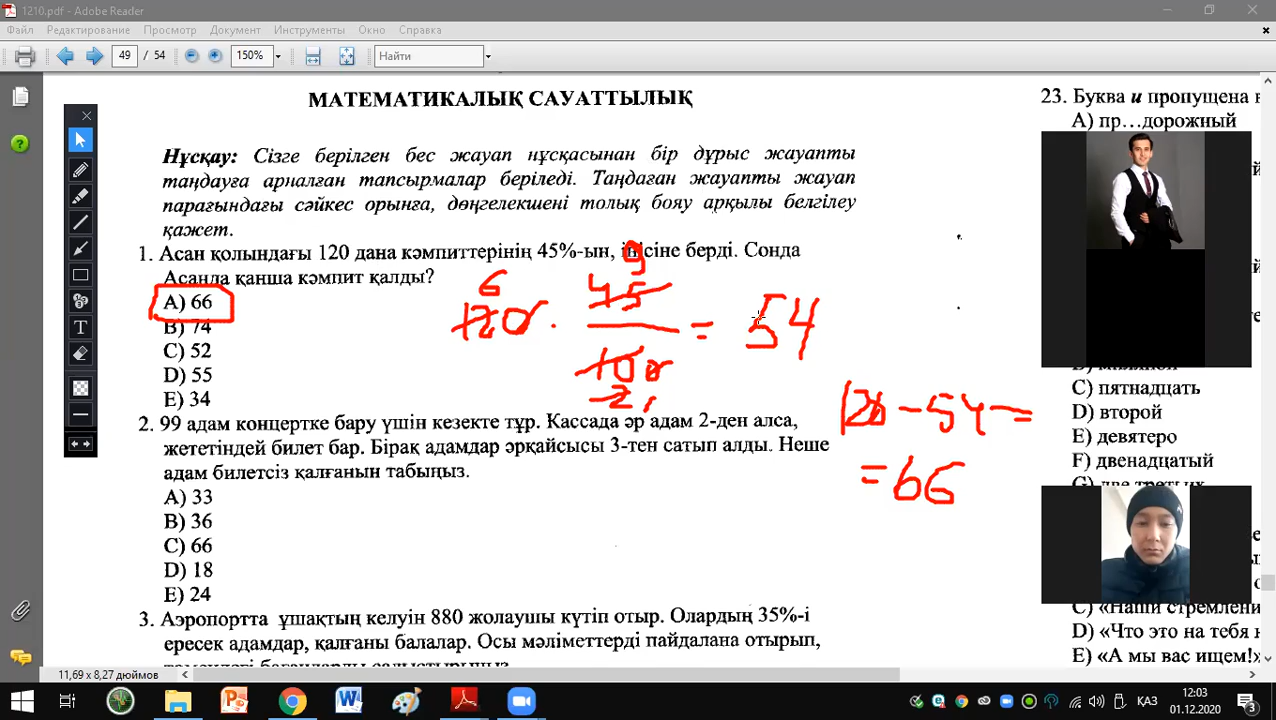 1210.pdf - Adobe Reader
Файл Редактирование Просмотр Документ Инструменты Окно Справка
49 / 54 150% Найти
МАТЕМАТИКАЛЫҚ САУАТТЫЛЫҚ
Нұсқау: Сізге берілген бес жауап нұсқасынан бір дұрыс жауапты
таңдауға арналған тапсырмалар беріледі. Таңдаған жауапты жауап
парағындағы сәйкес орынға, дөңгелекшені толық бояу арқылы белгілеу
қажет.
1. Асан қолындағы 120 дана кәмпиттерінің 45%-ын, інісіне берді. Сонда
Асанда қанша кәмпит қалды?
A) 66
B) 74
C) 52
D) 55
E) 34
6 9
120 · 45 = 54
100
2
120 – 54 =
= 66
2. 99 адам концертке бару үшін кезекте тұр. Кассада әр адам 2-ден алса,
жететіндей билет бар. Бірақ адамдар әрқайсысы 3-тен сатып алды. Неше
адам билетсіз қалғанын табыңыз.
A) 33
B) 36
C) 66
D) 18
E) 24
3. Аэропортта ұшақтың келуін 880 жолаушы күтіп отыр. Олардың 35%-і
ересек адамдар, қалғаны балалар. Осы мәліметтерді пайдалана отырып,
23. Буква и пропущена в
A) пр…дорожный
C) пятнадцать
D) второй
E) девятеро
F) двенадцатый
C) «Наши стремлени
D) «Что это на тебя н
E) «А мы вас ищем!»
11,69 x 8,27 дюймов
ҚАЗ
12:03
01.12.2020
3